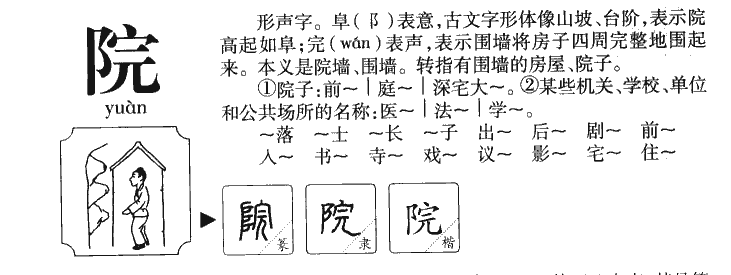 院
yuàn
形声字。阜(阝)表意,古文字形体像山坡、台阶,表示院
高起如阜;完(wán)表声,表示围墙将房子四周完整地围起
来。本义是院墙、围墙。转指有围墙的房屋、院子。
①院子:前～｜庭～｜深宅大～。②某些机关、学校、单位
和公共场所的名称:医～｜法～｜学～。
～落 ～士 ～长 ～子 出～ 后～ 剧～ 前～
人～ 书～ 寺～ 戏～ 议～ 影～ 宅～ 住～
院 篆 院 隶 院 楷